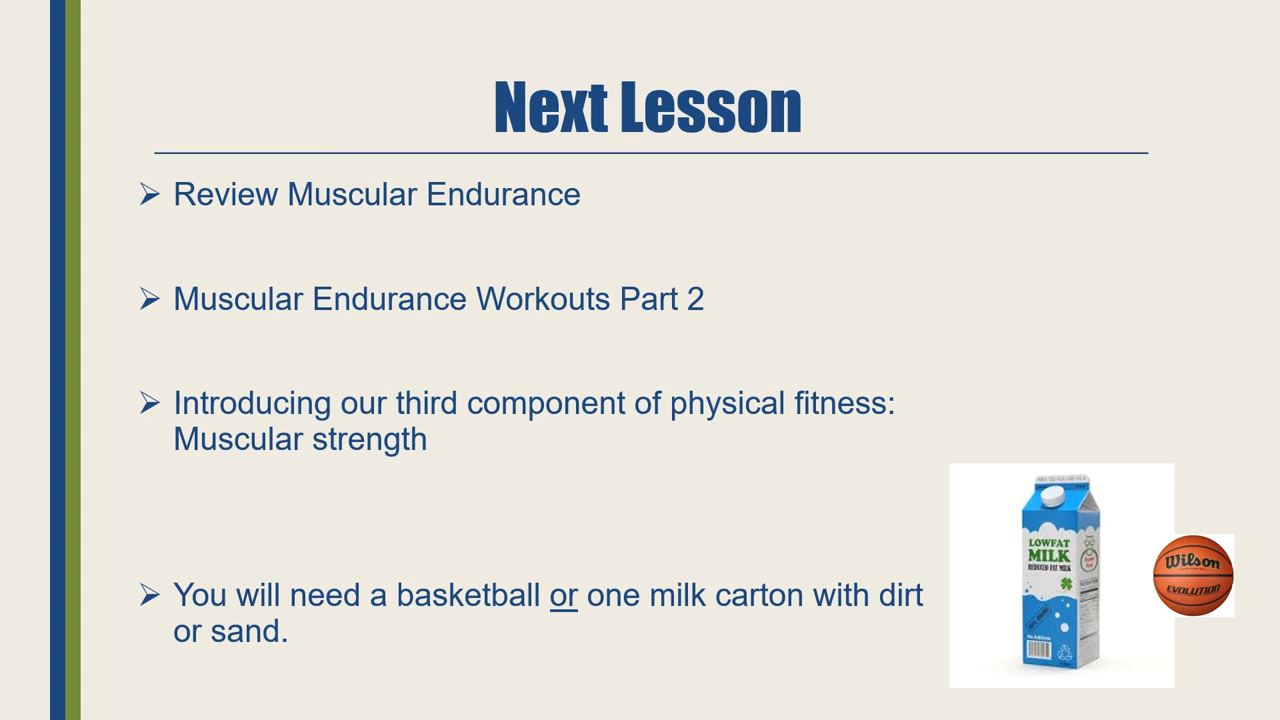 Next Lesson
Review Muscular Endurance
Muscular Endurance Workouts Part 2
Introducing our third component of physical fitness:
Muscular strength
You will need a basketball or one milk carton with dirt
or sand.
LOWFAT
MILK
REDUCED FAT MILK
Wilson
EVOLUTION